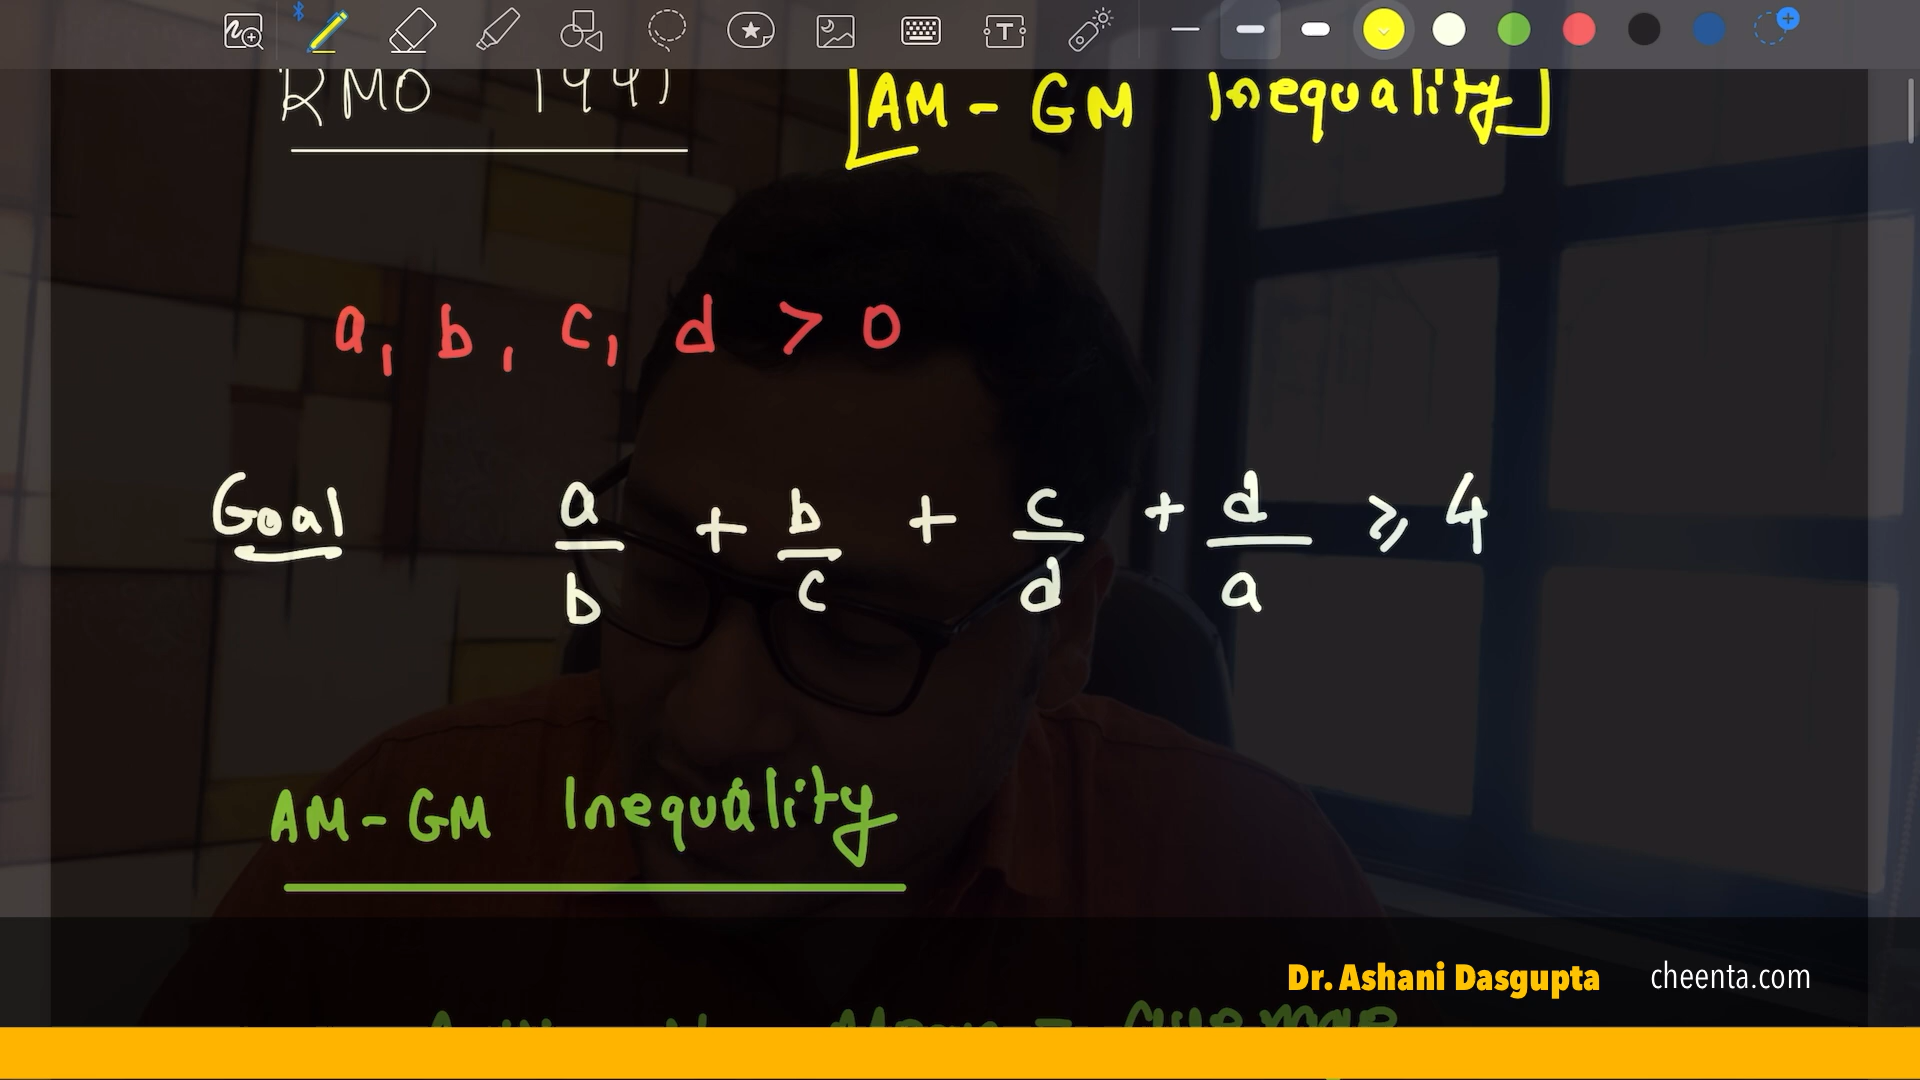 RMO 1991 [AM - GM Inequality]
a, b, c, d > 0
Goal a/b + b/c + c/d + d/a ⩾ 4
AM - GM Inequality
Dr. Ashani Dasgupta cheenta.com